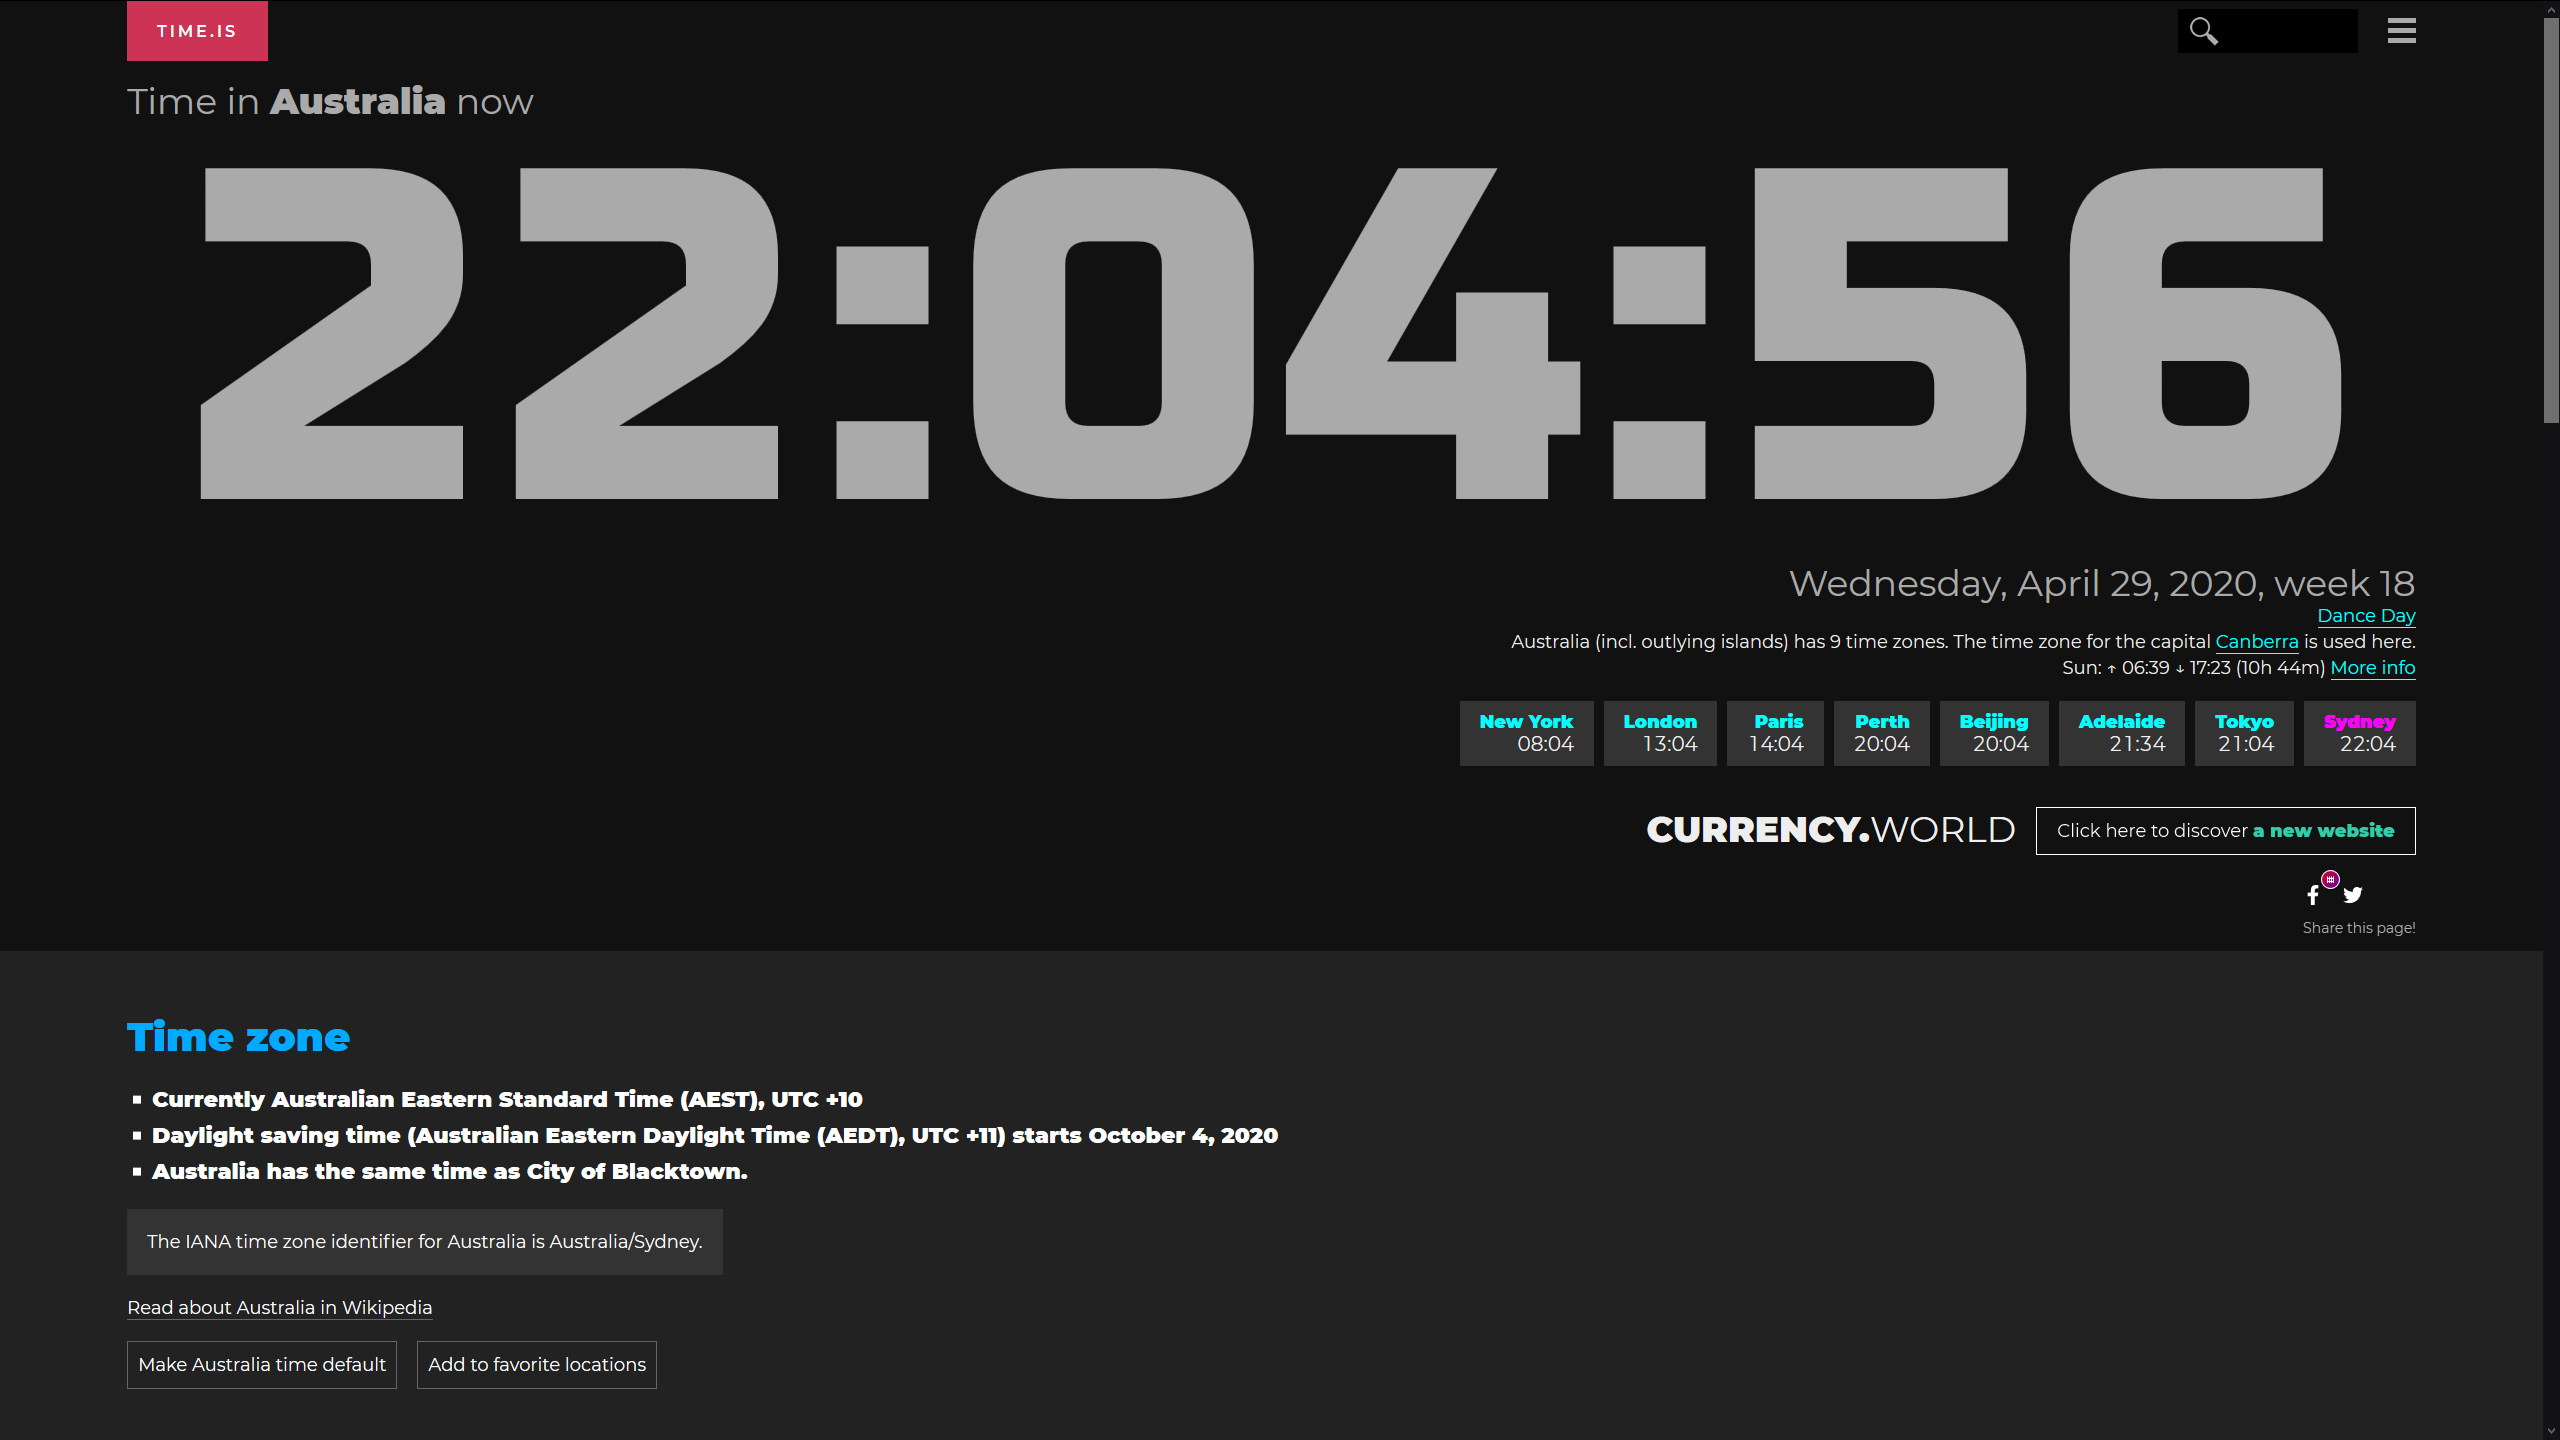 TIME.IS
Time in Australia now
22:04:56
Wednesday, April 29, 2020, week 18
Dance Day
Australia (incl. outlying islands) has 9 time zones. The time zone for the capital Canberra is used here.
Sun: ↑ 06:39 ↓ 17:23 (10h 44m) More info
New York London Paris Perth Beijing Adelaide Tokyo Sydney
08:04 13:04 14:04 20:04 20:04 21:34 21:04 22:04
CURRENCY.WORLD Click here to discover a new website
Share this page!
Time zone
Currently Australian Eastern Standard Time (AEST), UTC +10
Daylight saving time (Australian Eastern Daylight Time (AEDT), UTC +11) starts October 4, 2020
Australia has the same time as City of Blacktown.
The IANA time zone identifier for Australia is Australia/Sydney.
Read about Australia in Wikipedia
Make Australia time default Add to favorite locations